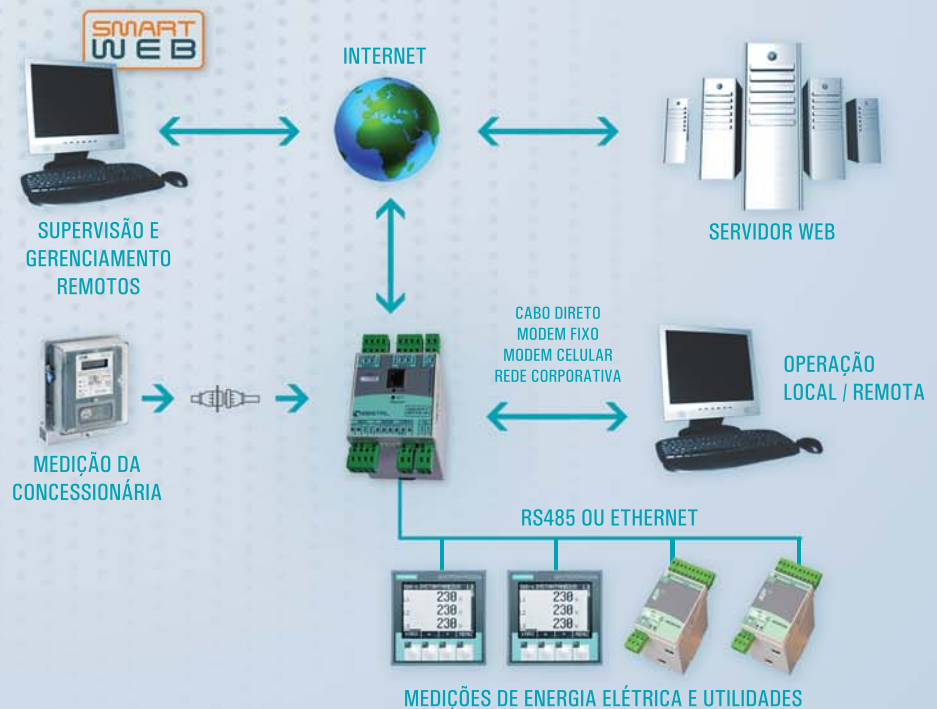 SMART
WEB
INTERNET
SUPERVISÃO E
GERENCIAMENTO
REMOTOS
SERVIDOR WEB
CABO DIRETO
MODEM FIXO
MODEM CELULAR
REDE CORPORATIVA
OPERAÇÃO
LOCAL / REMOTA
MEDIÇÃO DA
CONCESSIONÁRIA
RS485 OU ETHERNET
230
230
230
230
230
230
MEDIÇÕES DE ENERGIA ELÉTRICA E UTILIDADES